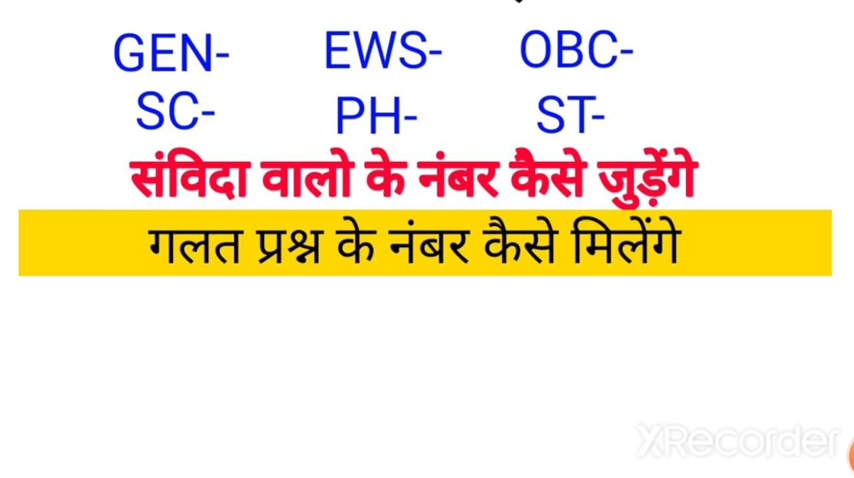 GEN- EWS- OBC-
SC- PH- ST-
संविदा वालो के नंबर कैसे जुड़ेंगे
गलत प्रश्न के नंबर कैसे मिलेंगे
XRecorder